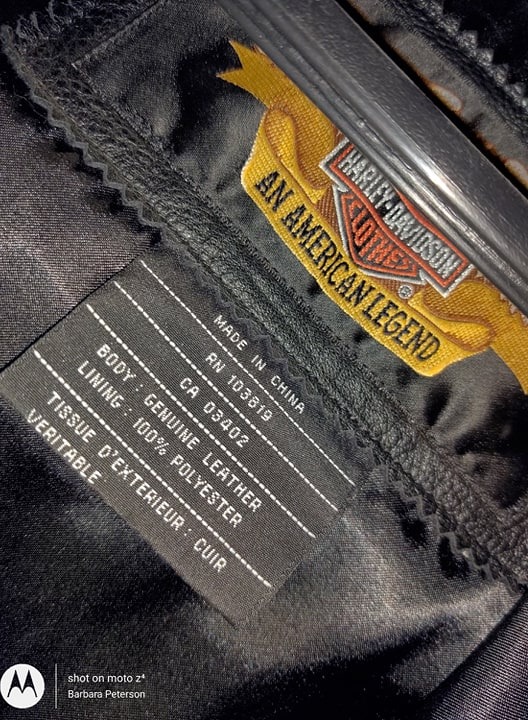 HARLEY-DAVIDSON
CLOTHES
®
AN AMERICAN LEGEND
MADE IN CHINA
RN 103819
CA 03402
BODY : GENUINE LEATHER
LINING : 100% POLYESTER
TISSUE D'EXTERIEUR : CUIR
VERITABLE
shot on moto z⁴
Barbara Peterson